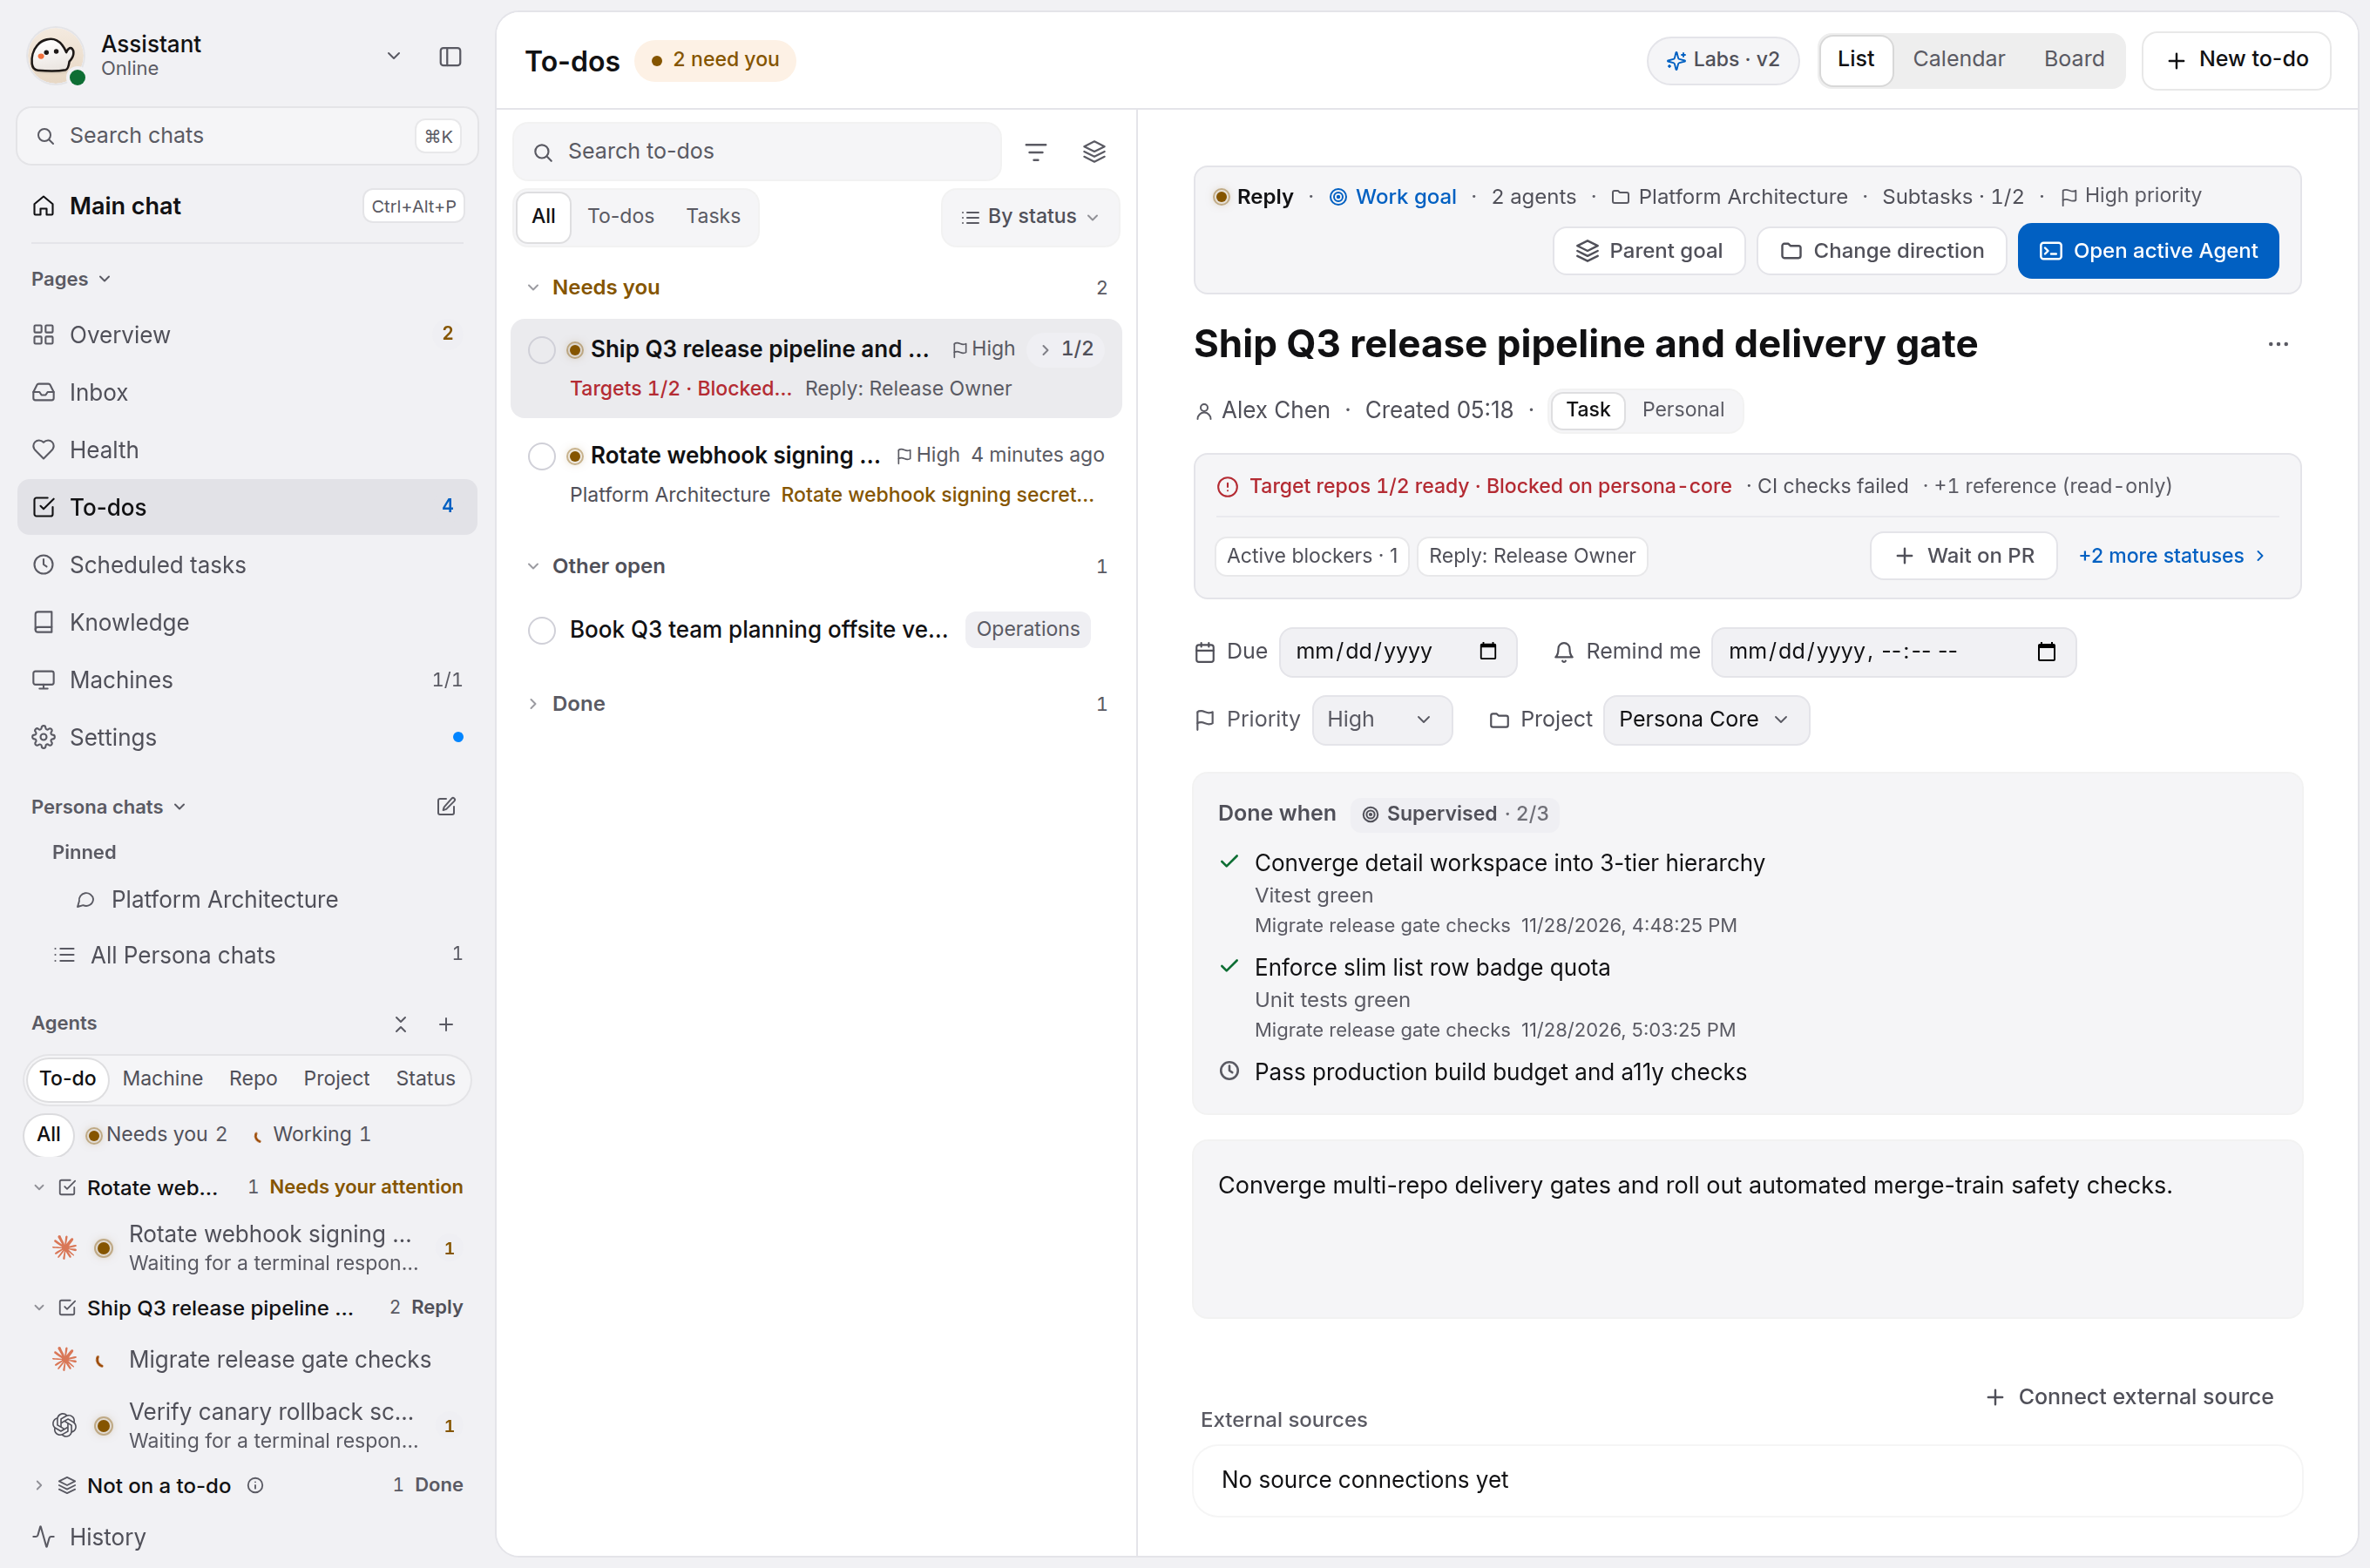 Assistant
Online
Search chats
⌘K
Main chat
Ctrl+Alt+P
Pages
Overview
2
Inbox
Health
To-dos
4
Scheduled tasks
Knowledge
Machines
1/1
Settings
Persona chats
Pinned
Platform Architecture
All Persona chats
1
Agents
To-do
Machine
Repo
Project
Status
All
Needs you 2
Working 1
Rotate web...
1 Needs your attention
Rotate webhook signing ...
Waiting for a terminal respon...
1
Ship Q3 release pipeline ...
2 Reply
Migrate release gate checks
Verify canary rollback sc...
Waiting for a terminal respon...
1
Not on a to-do
1 Done
History
To-dos
2 need you
Labs · v2
List
Calendar
Board
New to-do
Search to-dos
All
To-dos
Tasks
By status
Needs you
2
Ship Q3 release pipeline and ...
High
1/2
Targets 1/2 · Blocked... Reply: Release Owner
Rotate webhook signing ...
High 4 minutes ago
Platform Architecture Rotate webhook signing secret...
Other open
1
Book Q3 team planning offsite ve...
Operations
Done
1
Reply · Work goal · 2 agents · Platform Architecture · Subtasks · 1/2 · High priority
Parent goal
Change direction
Open active Agent
Ship Q3 release pipeline and delivery gate
Alex Chen · Created 05:18 · Task Personal
Target repos 1/2 ready · Blocked on persona-core · CI checks failed · +1 reference (read-only)
Active blockers · 1
Reply: Release Owner
Wait on PR
+2 more statuses
Due mm/dd/yyyy
Remind me mm/dd/yyyy, --:-- --
Priority High
Project Persona Core
Done when
Supervised · 2/3
Converge detail workspace into 3-tier hierarchy
Vitest green
Migrate release gate checks 11/28/2026, 4:48:25 PM
Enforce slim list row badge quota
Unit tests green
Migrate release gate checks 11/28/2026, 5:03:25 PM
Pass production build budget and a11y checks
Converge multi-repo delivery gates and roll out automated merge-train safety checks.
Connect external source
External sources
No source connections yet